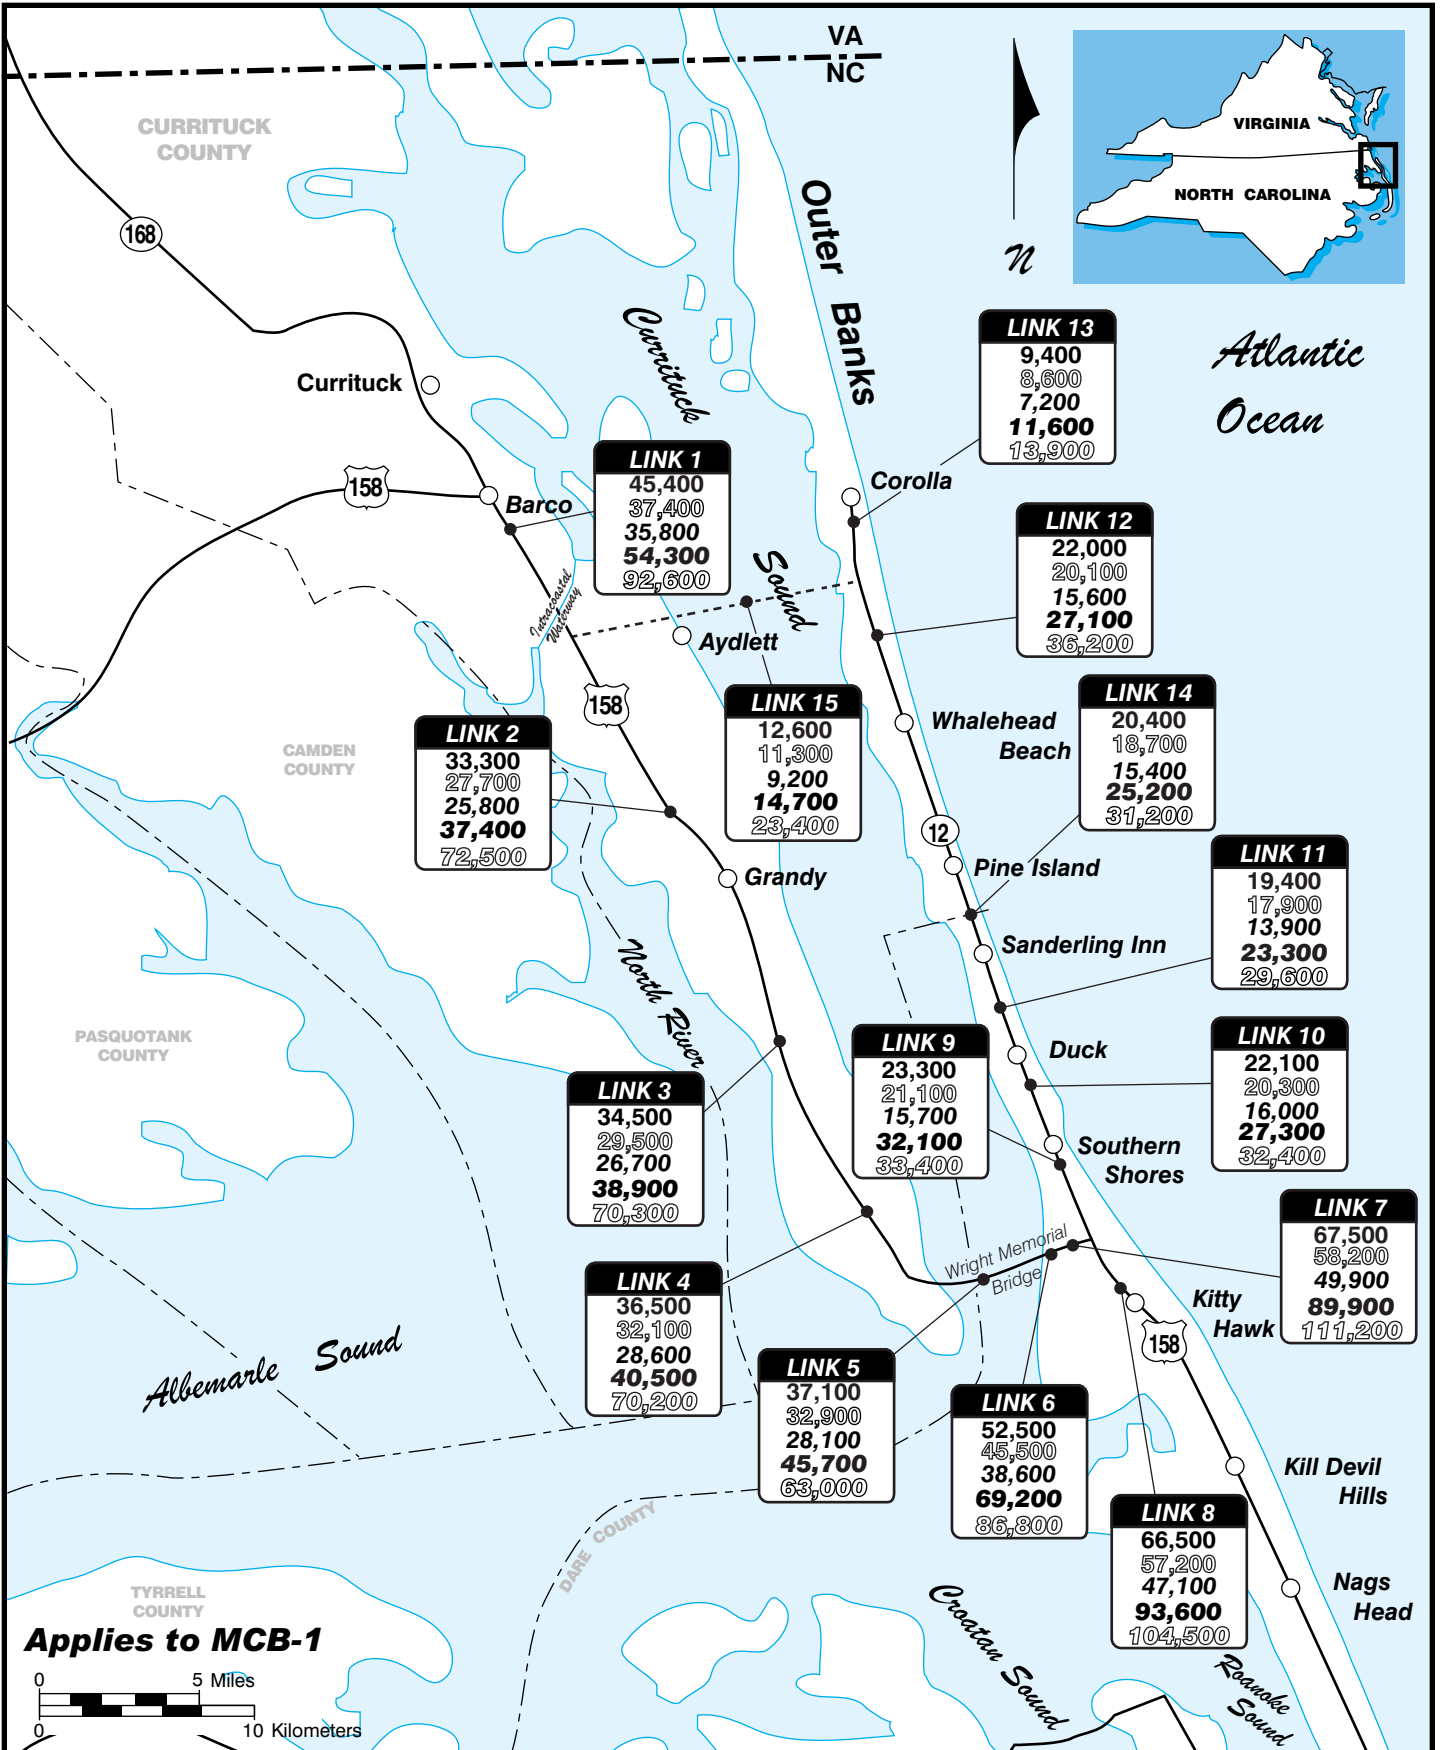 VA
NC
CURRITUCK
COUNTY
VIRGINIA
NORTH CAROLINA
168
Outer Banks
N
Currituck
Sound
Atlantic
Ocean
LINK 13
9,400
8,600
7,200
11,600
13,900
Currituck
158
Barco
LINK 1
45,400
37,400
35,800
54,300
92,600
Corolla
LINK 12
22,000
20,100
15,600
27,100
36,200
Intracoastal
Waterway
Aydlett
158
LINK 15
12,600
11,300
9,200
14,700
23,400
LINK 14
20,400
18,700
15,400
25,200
31,200
Whalehead
Beach
CAMDEN
COUNTY
LINK 2
33,300
27,700
25,800
37,400
72,500
12
Pine Island
Grandy
LINK 11
19,400
17,900
13,900
23,300
29,600
Sanderling Inn
North River
PASQUOTANK
COUNTY
LINK 9
23,300
21,100
15,700
32,100
33,400
Duck
LINK 10
22,100
20,300
16,000
27,300
32,400
LINK 3
34,500
29,500
26,700
38,900
70,300
Southern
Shores
LINK 7
67,500
58,200
49,900
89,900
111,200
Wright Memorial
Bridge
LINK 4
36,500
32,100
28,600
40,500
70,200
Kitty
Hawk
158
Albemarle Sound
LINK 5
37,100
32,900
28,100
45,700
63,000
LINK 6
52,500
45,500
38,600
69,200
86,800
Kill Devil
Hills
LINK 8
66,500
57,200
47,100
93,600
104,500
DARE COUNTY
Nags
Head
TYRRELL
COUNTY
Croatan Sound
Roanoke
Sound
Applies to MCB-1
0 5 Miles
0 10 Kilometers